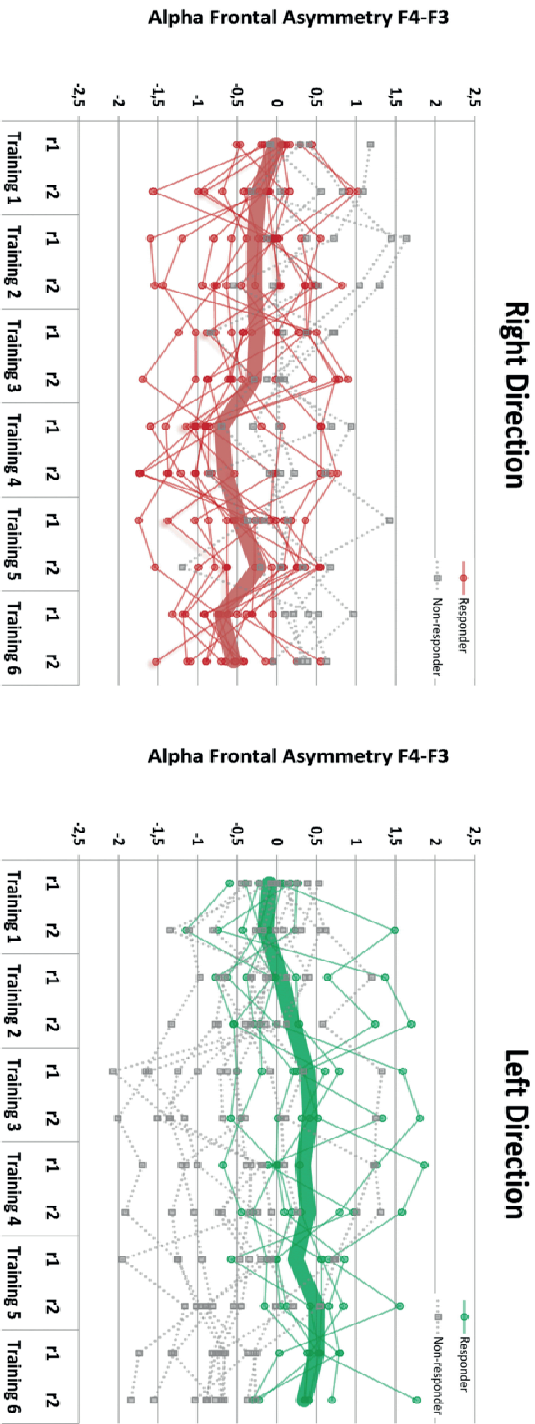 Right Direction
Responder
Non-responder
Alpha Frontal Asymmetry F4-F3
2,5
2
1,5
1
0,5
0
-0,5
-1
-1,5
-2
-2,5
r1 r2 r1 r2 r1 r2 r1 r2 r1 r2 r1 r2
Training 1 Training 2 Training 3 Training 4 Training 5 Training 6
Left Direction
Responder
Non-responder
Alpha Frontal Asymmetry F4-F3
2,5
2
1,5
1
0,5
0
-0,5
-1
-1,5
-2
-2,5
r1 r2 r1 r2 r1 r2 r1 r2 r1 r2 r1 r2
Training 1 Training 2 Training 3 Training 4 Training 5 Training 6